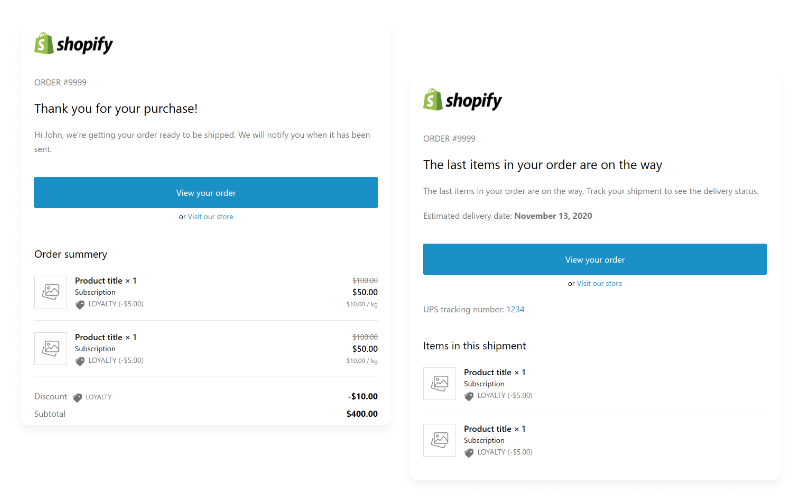 shopify
ORDER #9999
Thank you for your purchase!
Hi John, we're getting your order ready to be shipped. We will notify you when it has been
sent.
View your order
or Visit our store
Order summery
Product title × 1
$100.00
Subscription
$50.00
LOYALTY (-$5.00)
$10.00 / kg
Product title × 1
$100.00
Subscription
$50.00
LOYALTY (-$5.00)
$10.00 / kg
Discount LOYALTY
-$10.00
Subtotal
$400.00
shopify
ORDER #9999
The last items in your order are on the way
The last items in your order are on the way. Track your shipment to see the delivery status.
Estimated delivery date: November 13, 2020
View your order
or Visit our store
UPS tracking number: 1234
Items in this shipment
Product title × 1
Subscription
LOYALTY (-$5.00)
Product title × 1
Subscription
LOYALTY (-$5.00)